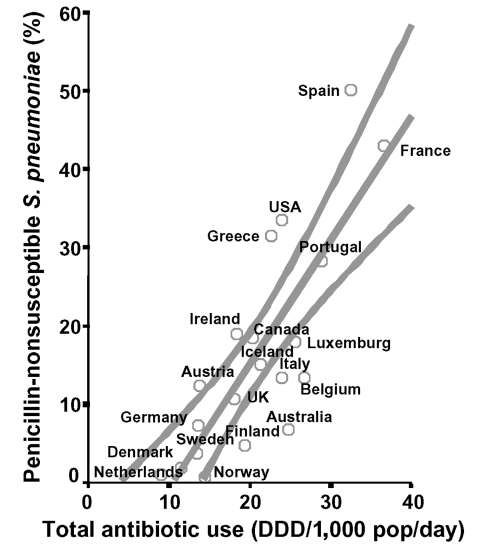 Penicillin-nonsusceptible S. pneumoniae (%)
60
50
40
30
20
10
0
Spain
France
USA
Greece
Portugal
Ireland
Canada
Luxemburg
Iceland
Italy
Austria
Belgium
UK
Germany
Australia
Finland
Sweden
Denmark
Netherlands
Norway
0 10 20 30 40
Total antibiotic use (DDD/1,000 pop/day)